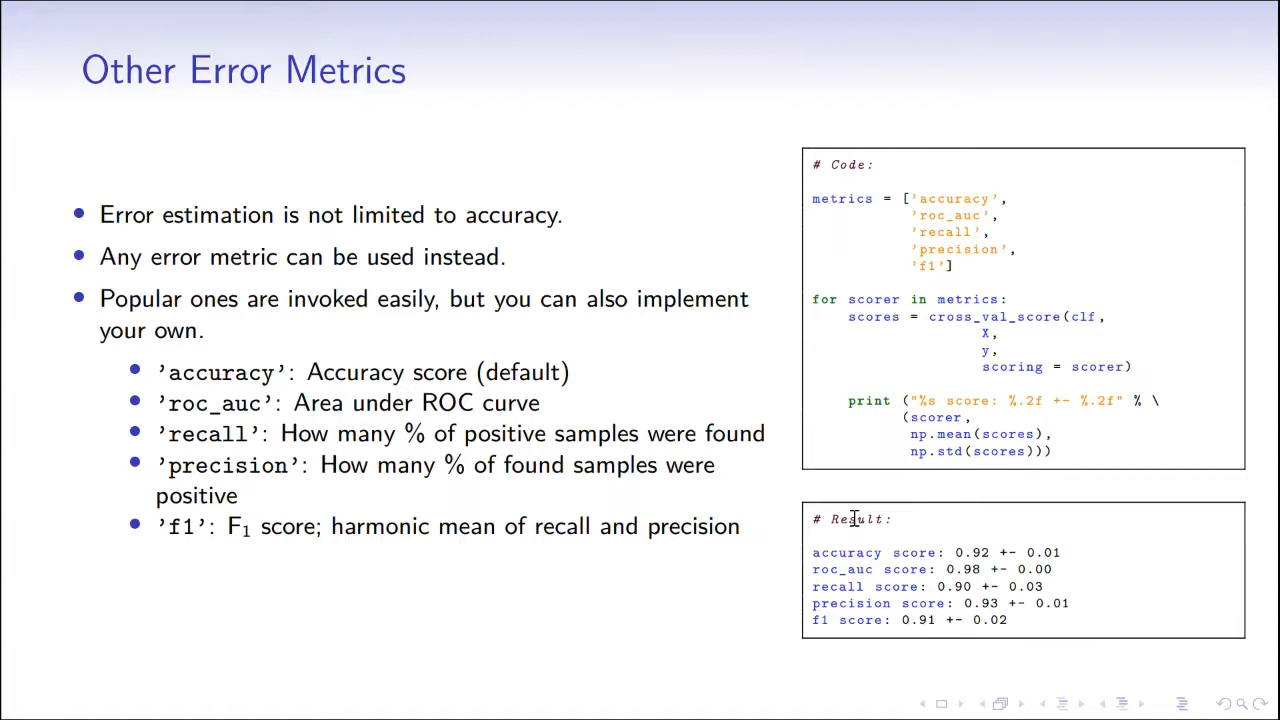 Other Error Metrics
• Error estimation is not limited to accuracy.
• Any error metric can be used instead.
• Popular ones are invoked easily, but you can also implement
your own.
• 'accuracy': Accuracy score (default)
• 'roc_auc': Area under ROC curve
• 'recall': How many % of positive samples were found
• 'precision': How many % of found samples were
positive
• 'f1': F₁ score; harmonic mean of recall and precision
# Code:
metrics = ['accuracy',
'roc_auc',
'recall',
'precision',
'f1']
for scorer in metrics:
scores = cross_val_score(clf,
X,
y,
scoring = scorer)
print ("%s score: %.2f +- %.2f" % \
(scorer,
np.mean(scores),
np.std(scores)))
# Result:
accuracy score: 0.92 +- 0.01
roc_auc score: 0.98 +- 0.00
recall score: 0.90 +- 0.03
precision score: 0.93 +- 0.01
f1 score: 0.91 +- 0.02